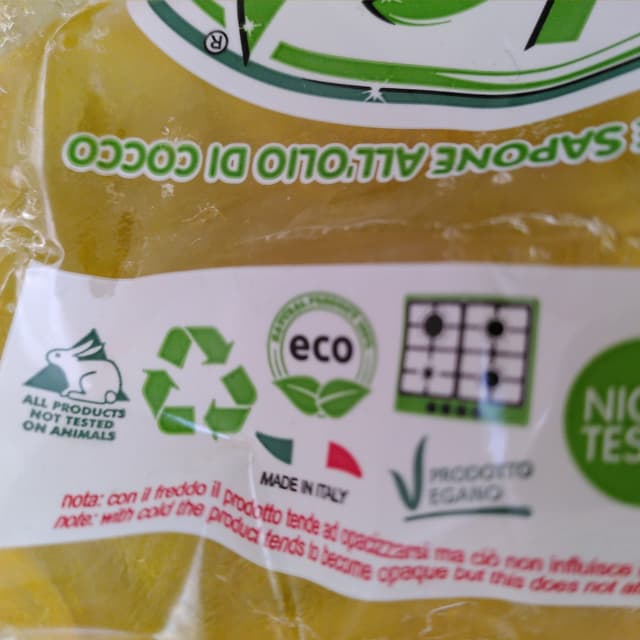 ®
E SAPONE ALL'OLIO DI COCCO
ALL PRODUCTS
NOT TESTED
ON ANIMALS
eco
MADE IN ITALY
PRODOTTO
VEGANO
NIC
TES
nota: con il freddo il prodotto tende ad opacizzarsi ma ciò non influisce
note: with cold the product tends to become opaque but this does not